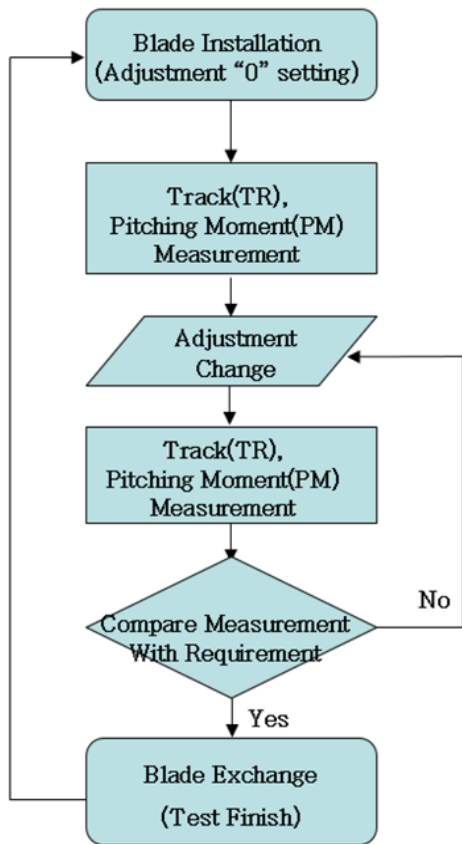 Blade Installation
(Adjustment “0” setting)
Track(TR),
Pitching Moment(PM)
Measurement
Adjustment
Change
Track(TR),
Pitching Moment(PM)
Measurement
Compare Measurement
With Requirement
No
Yes
Blade Exchange
(Test Finish)